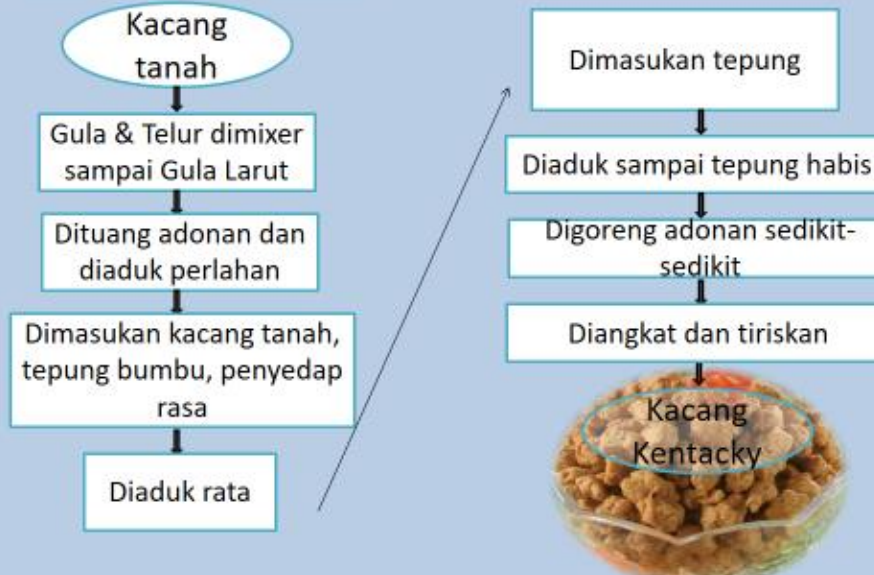 Kacang
tanah
Gula & Telur dimixer
sampai Gula Larut
Dituang adonan dan
diaduk perlahan
Dimasukan kacang tanah,
tepung bumbu, penyedap
rasa
Diaduk rata
Dimasukan tepung
Diaduk sampai tepung habis
Digoreng adonan sedikit-
sedikit
Diangkat dan tiriskan
Kacang
Kentacky